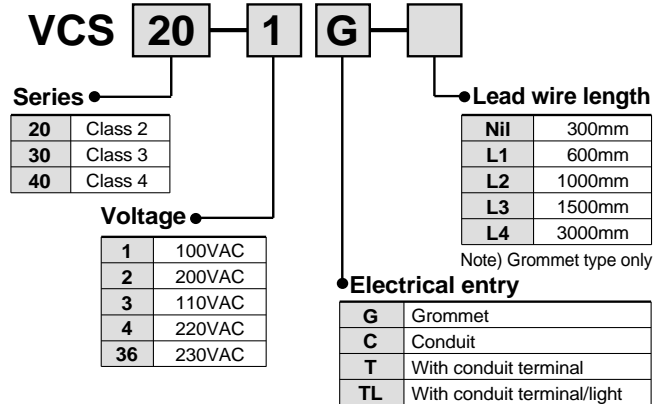 VCS 20 1 G
Series
20 Class 2
30 Class 3
40 Class 4
Voltage
1 100VAC
2 200VAC
3 110VAC
4 220VAC
36 230VAC
Lead wire length
Nil 300mm
L1 600mm
L2 1000mm
L3 1500mm
L4 3000mm
Note) Grommet type only
Electrical entry
G Grommet
C Conduit
T With conduit terminal
TL With conduit terminal/light